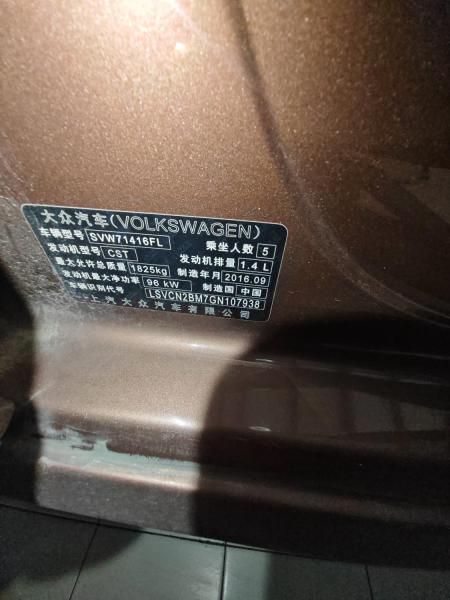 大众汽车(VOLKSWAGEN)
车辆型号 SVW71416FL 乘坐人数 5
发动机型号 CST 发动机排量 1.4 L
最大允许总质量 1825kg 制造年月 2016.09
发动机最大净功率 96 kW 制造国 中国
车辆识别代号 LSVCN2BM7GN107938
上汽大众汽车有限公司